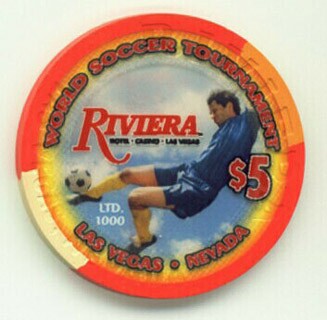 WORLD SOCCER TOURNAMENT
RIVIERA
HOTEL • CASINO • LAS VEGAS
$5
LTD.
1000
LAS VEGAS • NEVADA